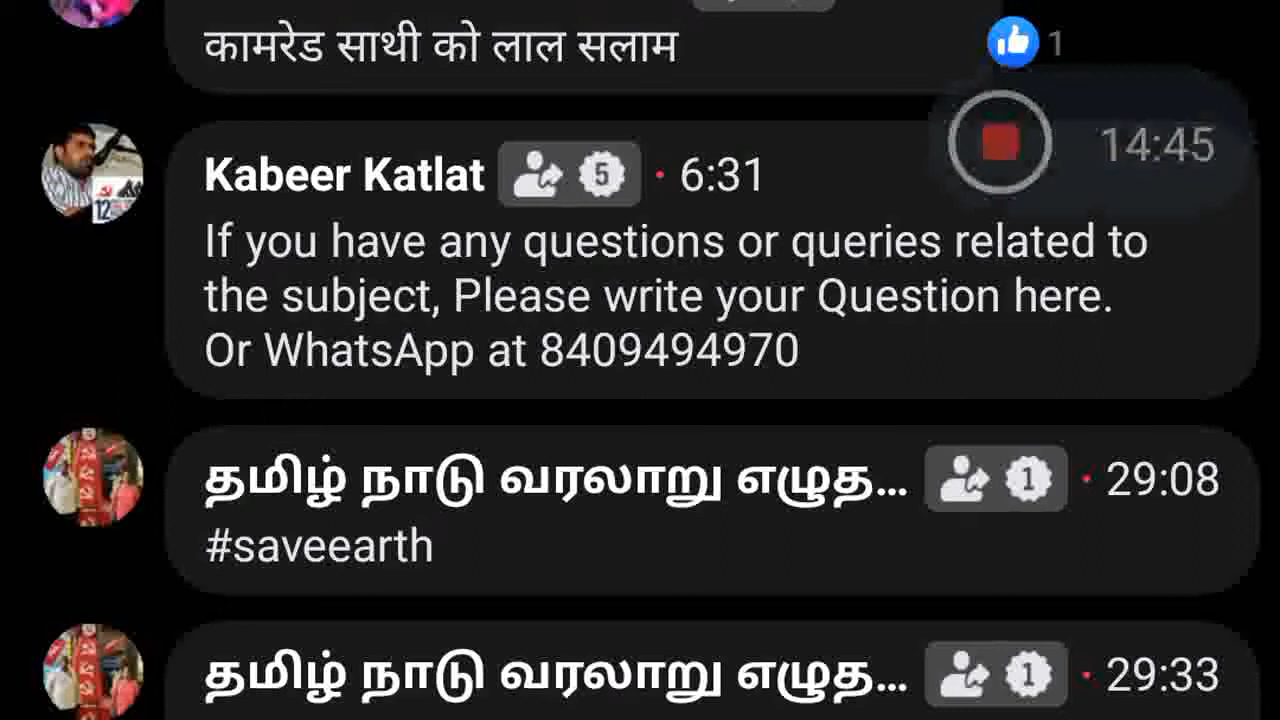 कामरेड साथी को लाल सलाम
1
14:45
Kabeer Katlat 5 · 6:31
If you have any questions or queries related to
the subject, Please write your Question here.
Or WhatsApp at 8409494970
தமிழ் நாடு வரலாறு எழுத... 1 · 29:08
#saveearth
தமிழ் நாடு வரலாறு எழுத... 1 · 29:33